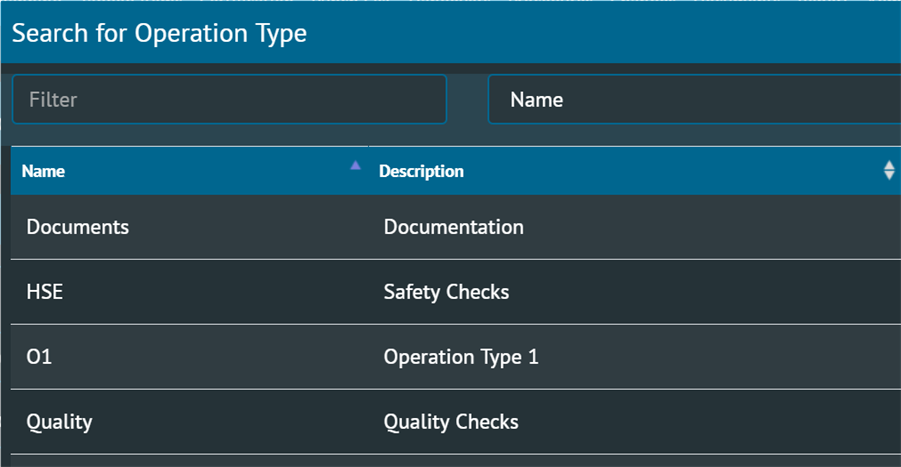 Search for Operation Type
Filter Name
Name Description
Documents Documentation
HSE Safety Checks
O1 Operation Type 1
Quality Quality Checks